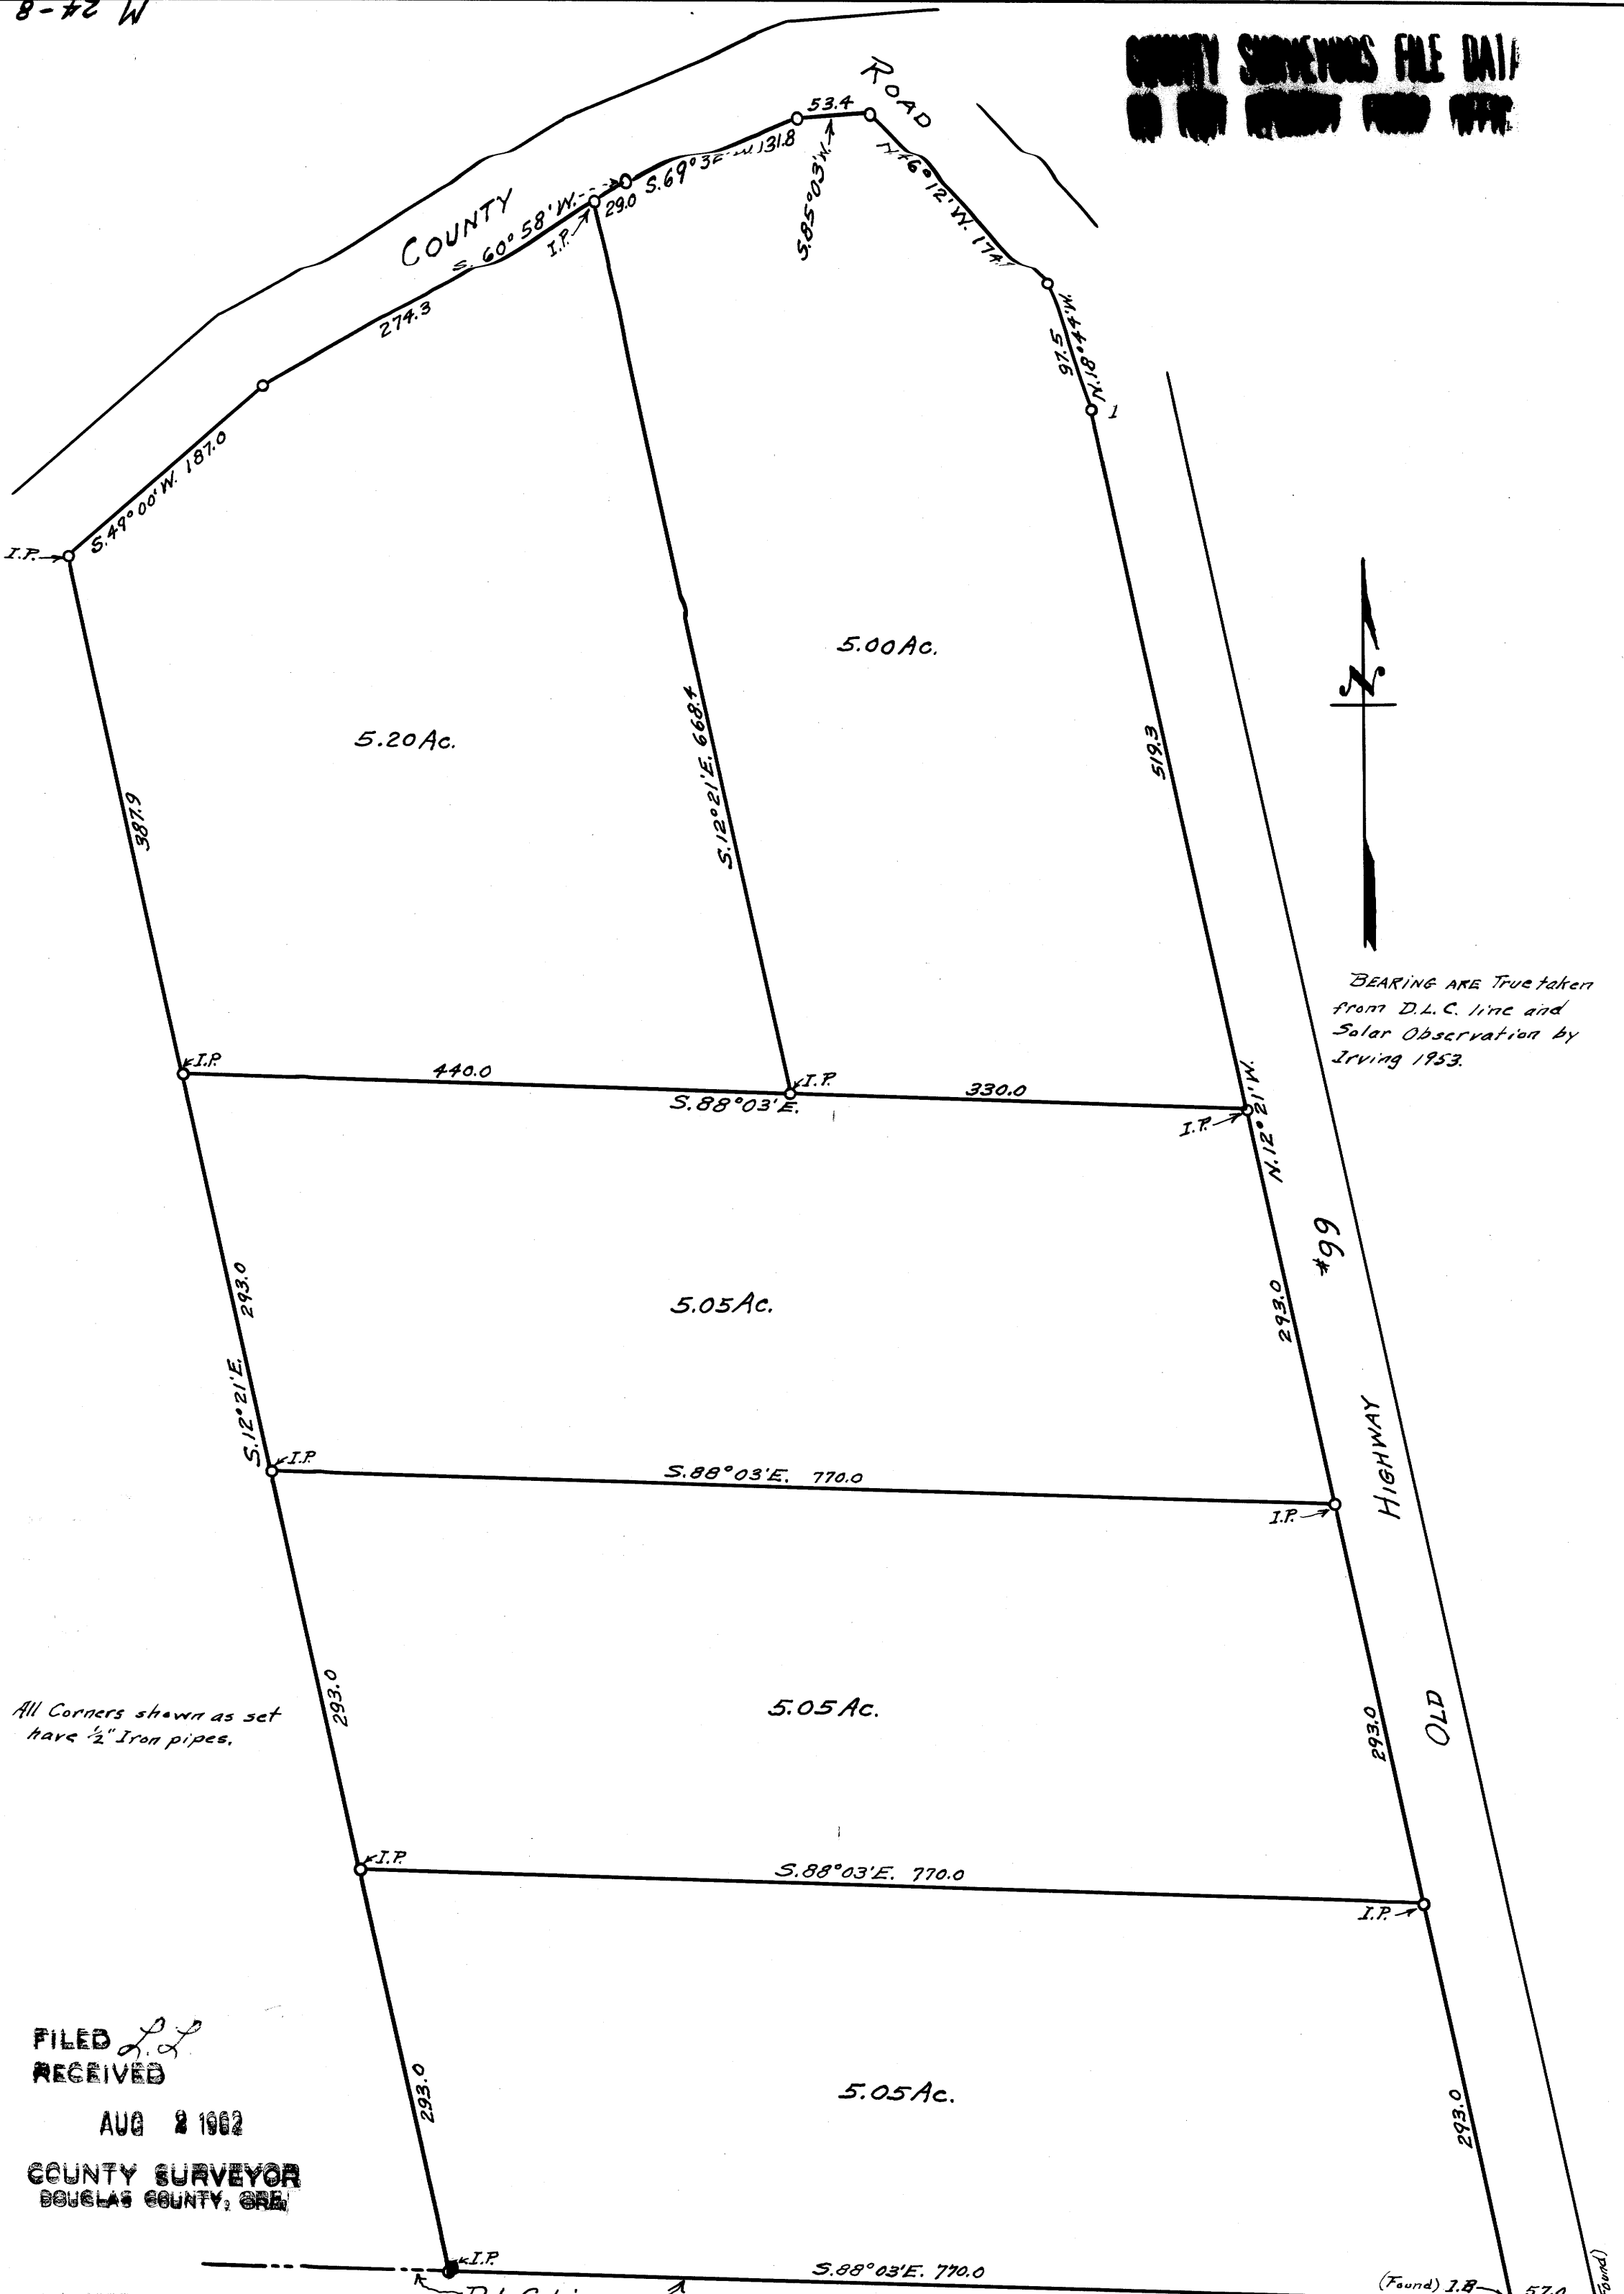 M 24-8
COUNTY SURVEYORS FILE DATA
ROAD
53.4
S.85°03'W.
131.8
S.69°3
N.46°12'W. 174.
COUNTY
S. 60° 58' W.
I.P.
29.0
274.3
97.5
N.18°44'W.
1
S.49°00'W. 187.0
I.P.
5.00 Ac.
5.20 Ac.
S.12°21'E. 668.4
519.3
387.9
N
BEARING ARE True taken
from D.L.C. line and
Solar Observation by
Irving 1953.
I.P.
440.0
S.88°03'E.
I.P.
330.0
I.P.
N.12°21'W.
#99
293.0
293.0
5.05 Ac.
S.12°21'E.
I.P.
S.88°03'E. 770.0
I.P.
HIGHWAY
293.0
293.0
OLD
All Corners shown as set
have ½" Iron pipes.
5.05 Ac.
I.P.
S.88°03'E. 770.0
I.P.
FILED L.L
RECEIVED
AUG 2 1962
COUNTY SURVEYOR
DOUGLAS COUNTY, ORE.
293.0
5.05 Ac.
293.0
I.P.
S.88°03'E. 770.0
(Found) I.B.
57.0